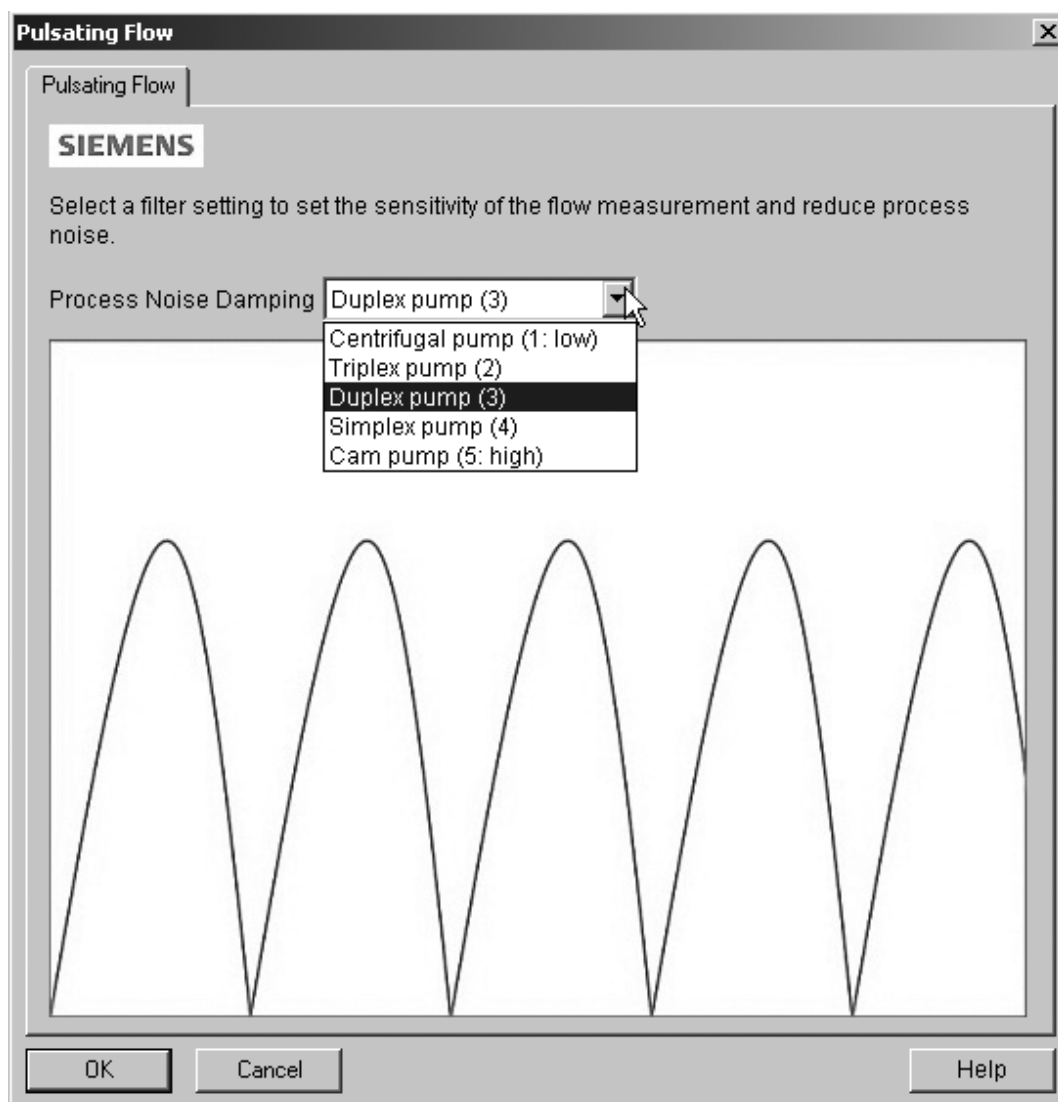 Pulsating Flow
Pulsating Flow
SIEMENS
Select a filter setting to set the sensitivity of the flow measurement and reduce process
noise.
Process Noise Damping Duplex pump (3)
Centrifugal pump (1: low)
Triplex pump (2)
Duplex pump (3)
Simplex pump (4)
Cam pump (5: high)
OK Cancel Help